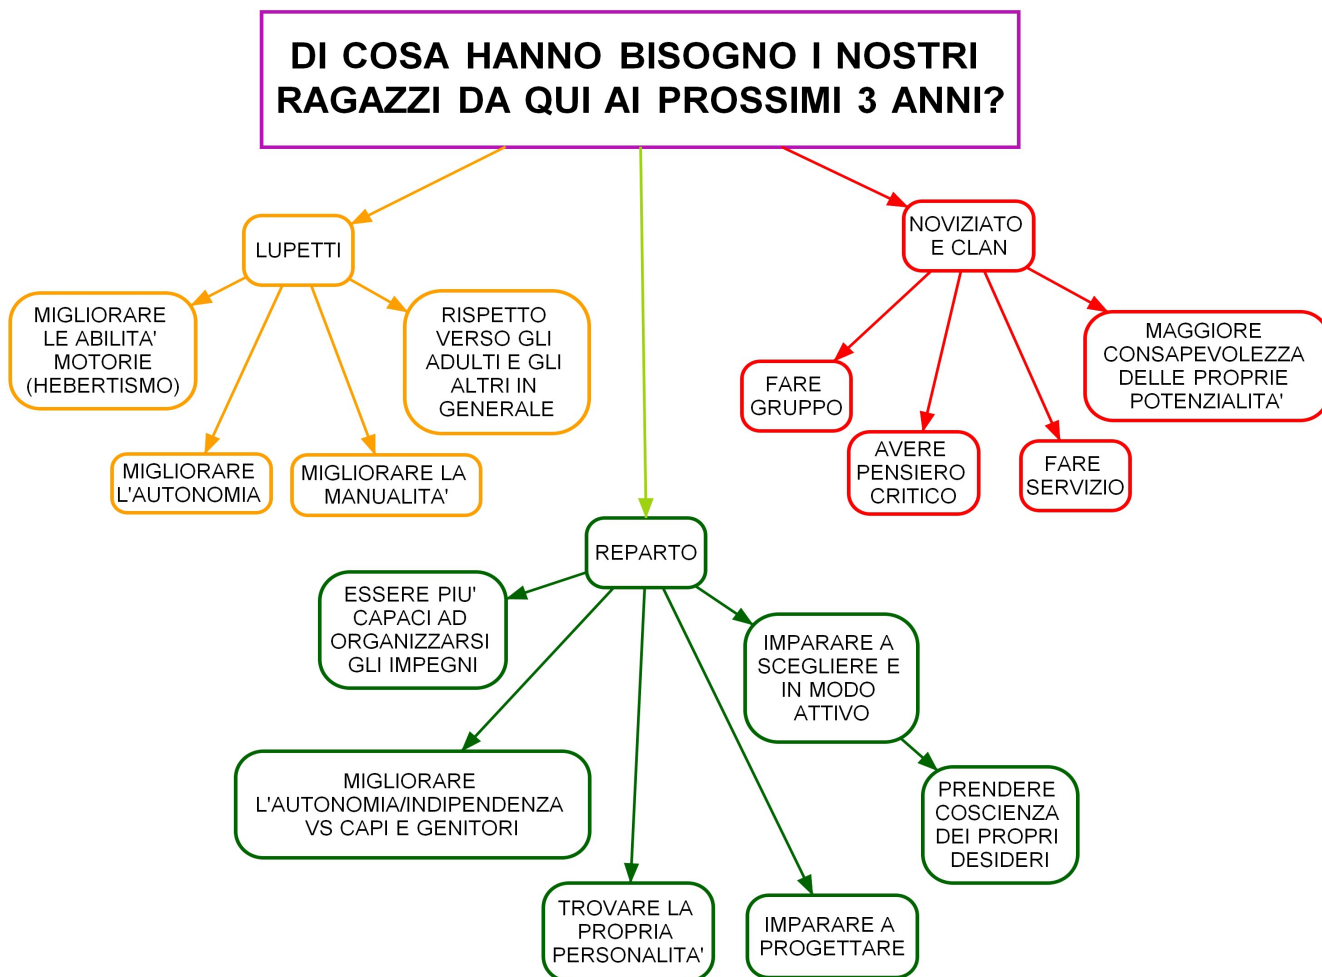 DI COSA HANNO BISOGNO I NOSTRI
RAGAZZI DA QUI AI PROSSIMI 3 ANNI?
LUPETTI
MIGLIORARE
LE ABILITA'
MOTORIE
(HEBERTISMO)
MIGLIORARE
L'AUTONOMIA
MIGLIORARE LA
MANUALITA'
RISPETTO
VERSO GLI
ADULTI E GLI
ALTRI IN
GENERALE
NOVIZIATO
E CLAN
FARE
GRUPPO
AVERE
PENSIERO
CRITICO
FARE
SERVIZIO
MAGGIORE
CONSAPEVOLEZZA
DELLE PROPRIE
POTENZIALITA'
REPARTO
ESSERE PIU'
CAPACI AD
ORGANIZZARSI
GLI IMPEGNI
MIGLIORARE
L'AUTONOMIA/INDIPENDENZA
VS CAPI E GENITORI
TROVARE LA
PROPRIA
PERSONALITA'
IMPARARE A
PROGETTARE
IMPARARE A
SCEGLIERE E
IN MODO
ATTIVO
PRENDERE
COSCIENZA
DEI PROPRI
DESIDERI